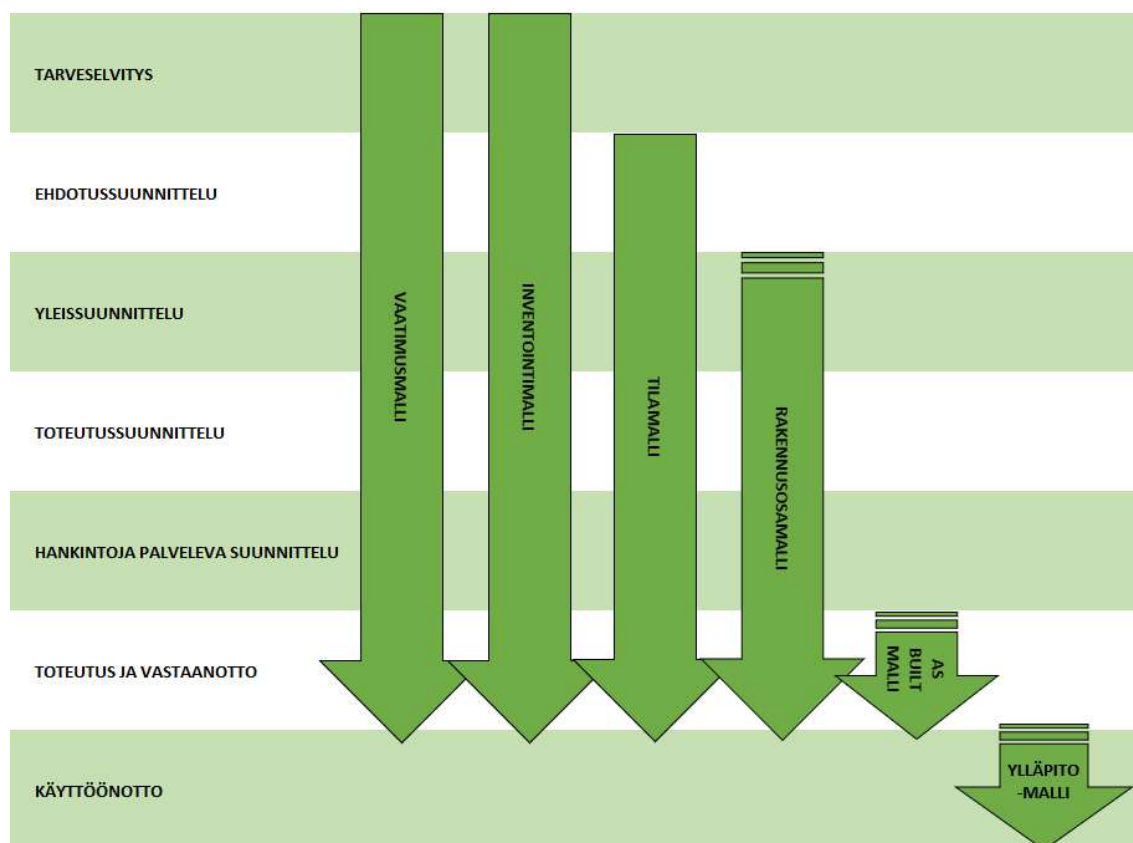 TARVESELVITYS
EHDOTUSSUUNNITTELU
YLEISSUUNNITTELU
TOTEUTUSSUUNNITTELU
HANKINTOJA PALVELEVA SUUNNITTELU
TOTEUTUS JA VASTAANOTTO
KÄYTTÖÖNOTTO
VAATIMUSMALLI
INVENTOINTIMALLI
TILAMALLI
RAKENNUSOSAMALLI
AS
BUILT
MALLI
YLLÄPITO
-MALLI